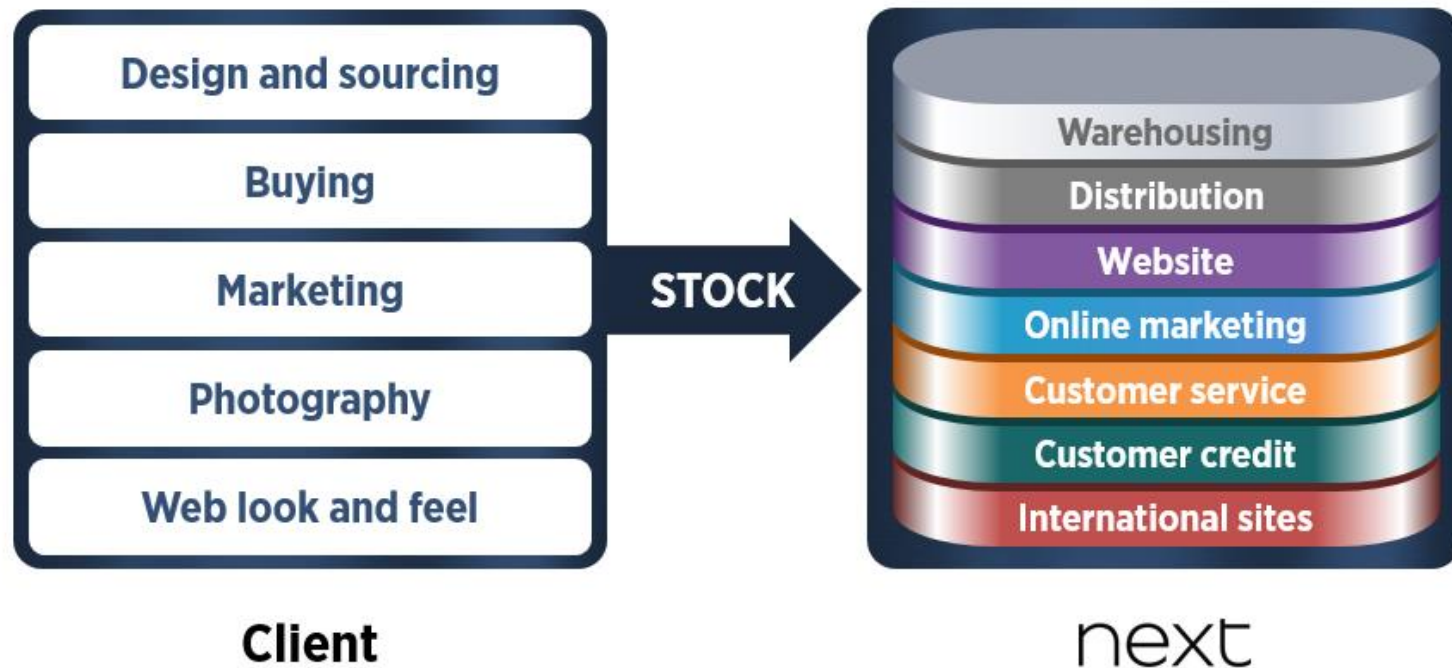 Design and sourcing
Buying
Marketing
Photography
Web look and feel
Client
STOCK
Warehousing
Distribution
Website
Online marketing
Customer service
Customer credit
International sites
next